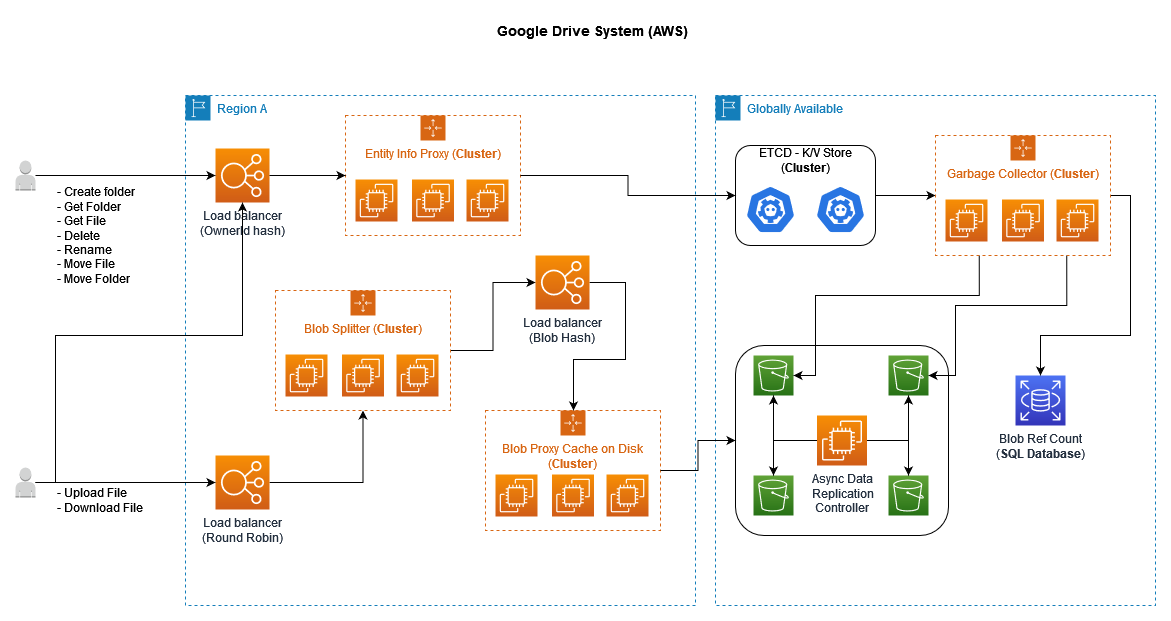 Google Drive System (AWS)
Region A
Globally Available
Entity Info Proxy (Cluster)
ETCD - K/V Store
(Cluster)
Garbage Collector (Cluster)
- Create folder
- Get Folder
- Get File
- Delete
- Rename
- Move File
- Move Folder
Load balancer
(OwnerId hash)
Blob Splitter (Cluster)
Load balancer
(Blob Hash)
Blob Proxy Cache on Disk
(Cluster)
Blob Ref Count
(SQL Database)
Async Data
Replication
Controller
- Upload File
- Download File
Load balancer
(Round Robin)